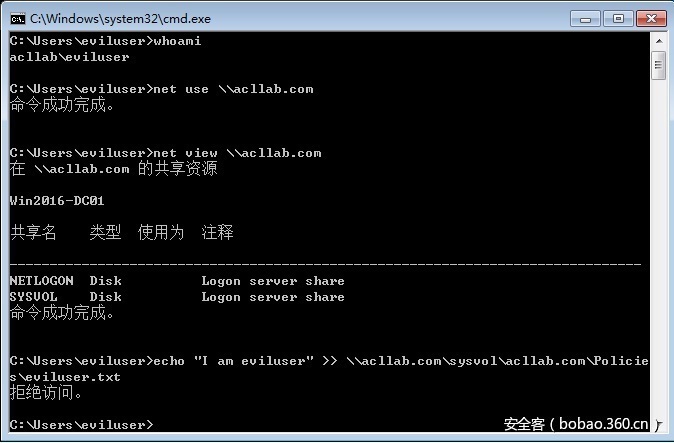 C:\Windows\system32\cmd.exe
C:\Users\eviluser>whoami
acllab\eviluser
C:\Users\eviluser>net use \\acllab.com
命令成功完成。
C:\Users\eviluser>net view \\acllab.com
在 \\acllab.com 的共享资源
Win2016-DC01
共享名 类型 使用为 注释
-------------------------------------------------------------------------------
NETLOGON Disk Logon server share
SYSVOL Disk Logon server share
命令成功完成。
C:\Users\eviluser>echo "I am eviluser" >> \\acllab.com\sysvol\acllab.com\Policie
s\eviluser.txt
拒绝访问。
C:\Users\eviluser>
安全客（bobao.360.cn）